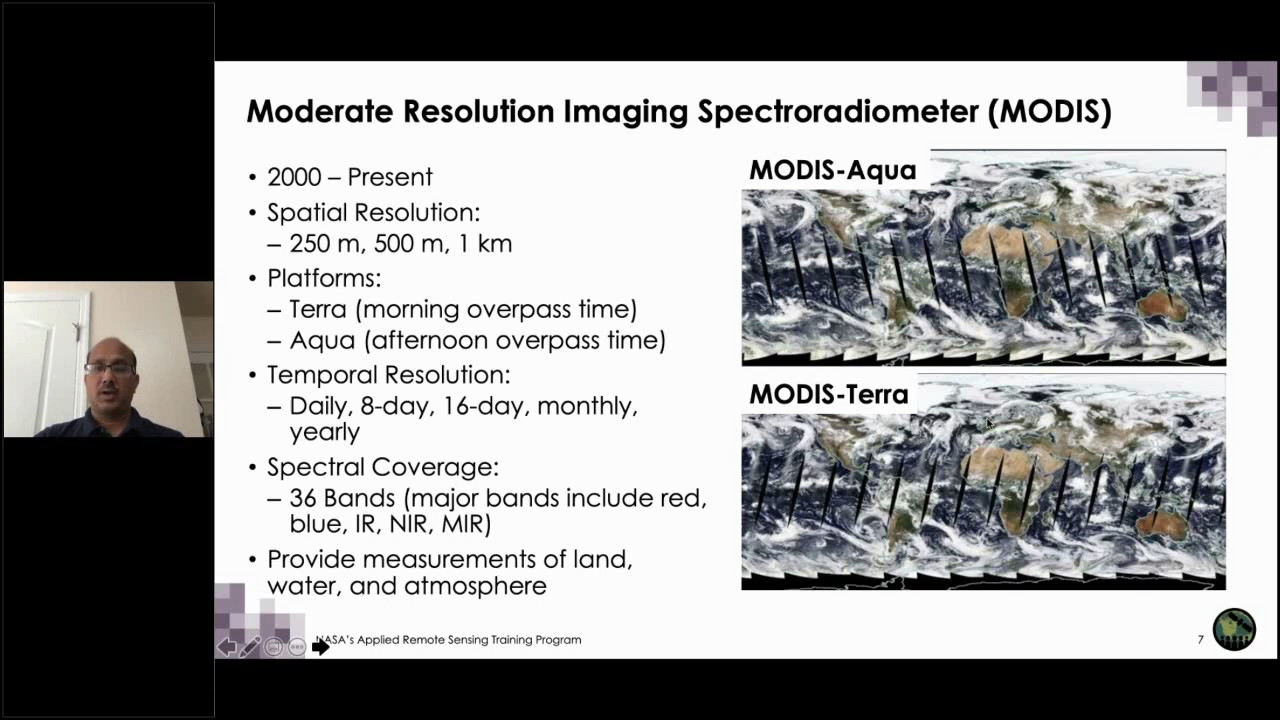 Moderate Resolution Imaging Spectroradiometer (MODIS)
• 2000 – Present
• Spatial Resolution:
– 250 m, 500 m, 1 km
• Platforms:
– Terra (morning overpass time)
– Aqua (afternoon overpass time)
• Temporal Resolution:
– Daily, 8-day, 16-day, monthly,
yearly
• Spectral Coverage:
– 36 Bands (major bands include red,
blue, IR, NIR, MIR)
• Provide measurements of land,
water, and atmosphere
MODIS-Aqua
MODIS-Terra
NASA's Applied Remote Sensing Training Program
7